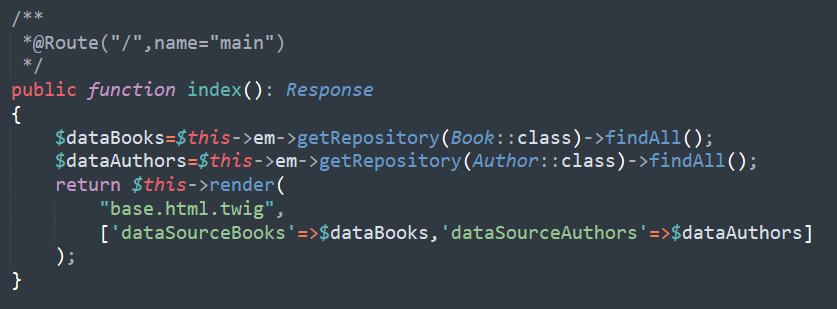 /**
*@Route("/",name="main")
*/
public function index(): Response
{
$dataBooks=$this->em->getRepository(Book::class)->findAll();
$dataAuthors=$this->em->getRepository(Author::class)->findAll();
return $this->render(
"base.html.twig",
['dataSourceBooks'=>$dataBooks,'dataSourceAuthors'=>$dataAuthors]
);
}